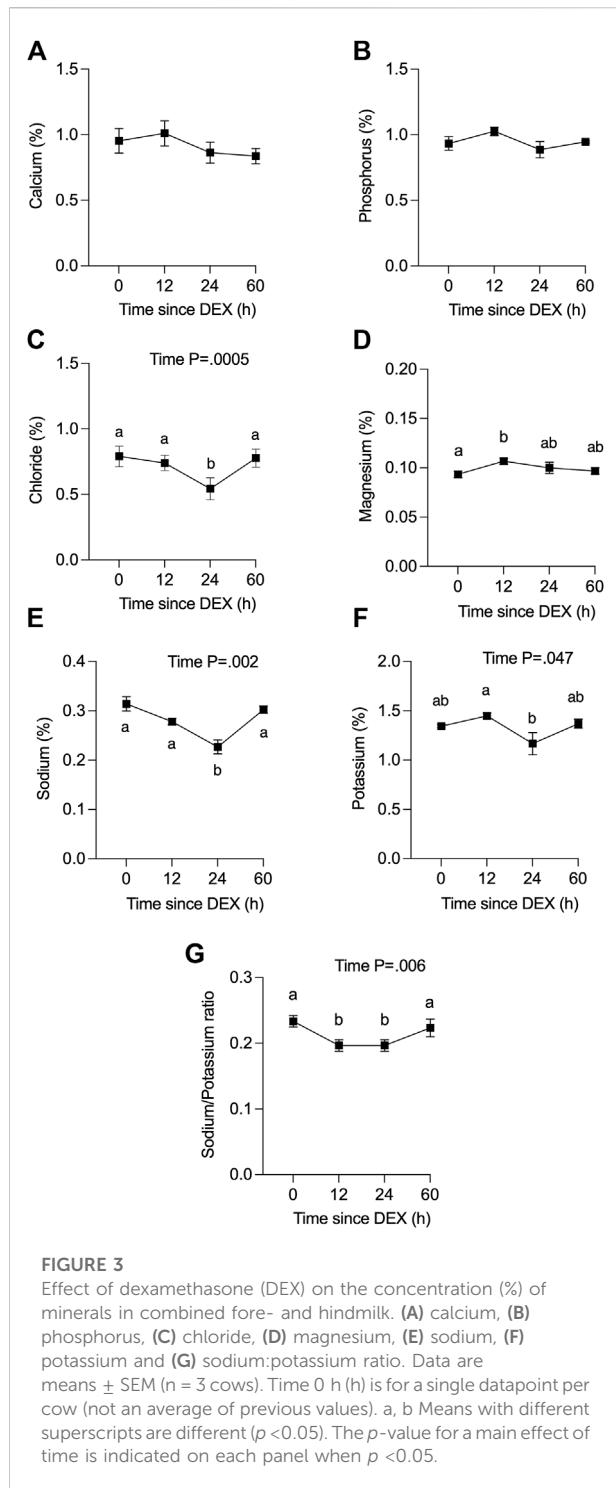 A
1.5
1.0
0.5
0.0
Calcium (%)
0 12 24 60
Time since DEX (h)
B
1.5
1.0
0.5
0.0
Phosphorus (%)
0 12 24 60
Time since DEX (h)
C
Time P=.0005
1.5
1.0
0.5
0.0
Chloride (%)
a a b a
0 12 24 60
Time since DEX (h)
D
0.20
0.15
0.10
0.05
0.00
Magnesium (%)
a b ab ab
0 12 24 60
Time since DEX (h)
E
Time P=.002
0.4
0.3
0.2
0.1
0.0
Sodium (%)
a a b a
0 12 24 60
Time since DEX (h)
F
Time P=.047
2.0
1.5
1.0
0.5
0.0
Potassium (%)
ab a b ab
0 12 24 60
Time since DEX (h)
G
Time P=.006
0.3
0.2
0.1
0.0
Sodium/Potassium ratio
a b b a
0 12 24 60
Time since DEX (h)
FIGURE 3
Effect of dexamethasone (DEX) on the concentration (%) of
minerals in combined fore- and hindmilk. (A) calcium, (B)
phosphorus, (C) chloride, (D) magnesium, (E) sodium, (F)
potassium and (G) sodium:potassium ratio. Data are
means ± SEM (n = 3 cows). Time 0 h (h) is for a single datapoint per
cow (not an average of previous values). a, b Means with different
superscripts are different (p <0.05). The p-value for a main effect of
time is indicated on each panel when p <0.05.